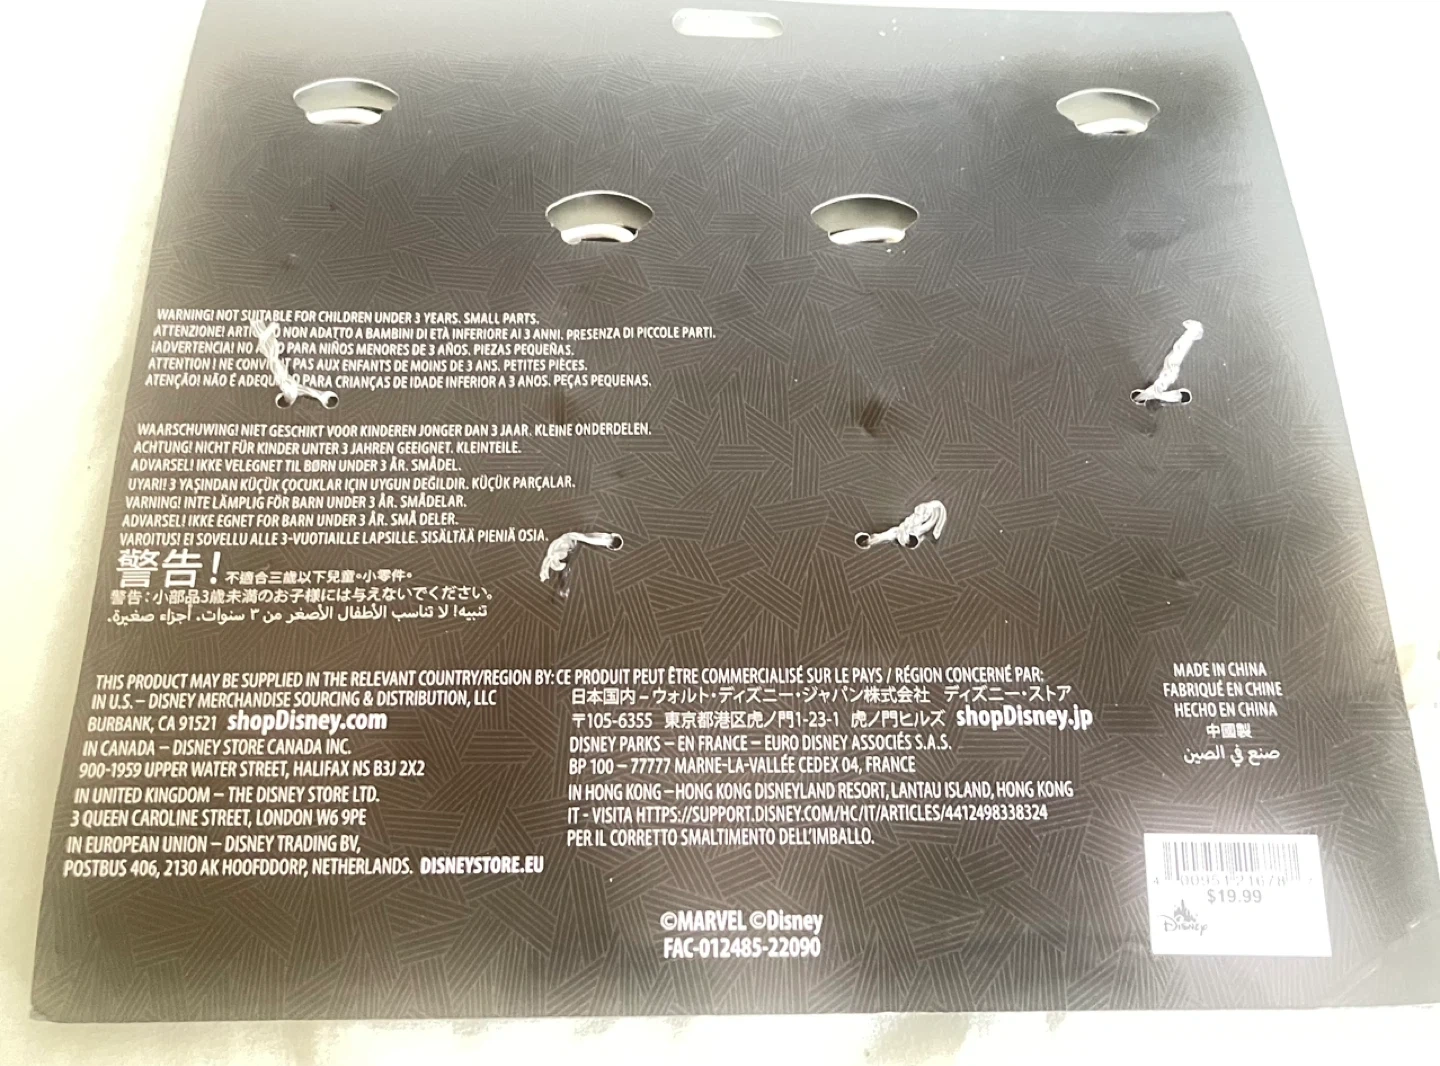 WARNING! NOT SUITABLE FOR CHILDREN UNDER 3 YEARS. SMALL PARTS.
ATTENZIONE! NON ADATTO A BAMBINI DI ETÀ INFERIORE AI 3 ANNI. PRESENZA DI PICCOLE PARTI.
¡ADVERTENCIA! NO PARA NIÑOS MENORES DE 3 AÑOS. PIEZAS PEQUEÑAS.
ATTENTION ! NE CONVIENT PAS AUX ENFANTS DE MOINS DE 3 ANS. PETITES PIÈCES.
ATENÇÃO! NÃO É PARA CRIANÇAS DE IDADE INFERIOR A 3 ANOS. PEÇAS PEQUENAS.
WAARSCHUWING! NIET GESCHIKT VOOR KINDEREN JONGER DAN 3 JAAR. KLEINE ONDERDELEN.
ACHTUNG! NICHT FÜR KINDER UNTER 3 JAHREN GEEIGNET. KLEINTEILE.
ADVARSEL! IKKE VELEGNET TIL BØRN UNDER 3 ÅR. SMÅDEL.
UYARI! 3 YAŞINDAN KÜÇÜK ÇOCUKLAR IÇIN UYGUN DEĞILDIR. KÜÇÜK PARÇALAR.
VARNING! INTE LÄMPLIG FÖR BARN UNDER 3 ÅR. SMÅDELAR.
ADVARSEL! IKKE EGNET FOR BARN UNDER 3 ÅR. SMÅ DELER.
VAROITUS! EI SOVELLU ALLE 3-VUOTIAILLE LAPSILLE. SISÄLTÄÄ PIENIÄ OSIA.
警告! 不適合三歲以下兒童。小零件。
警告：小部品3歳未満のお子様には与えないでください。
تنبيه! لا تناسب الأطفال الأصغر من ٣ سنوات. أجزاء صغيرة.
THIS PRODUCT MAY BE SUPPLIED IN THE RELEVANT COUNTRY/REGION BY: CE PRODUIT PEUT ÊTRE COMMERCIALISÉ SUR LE PAYS / RÉGION CONCERNÉ PAR:
IN U.S. – DISNEY MERCHANDISE SOURCING & DISTRIBUTION, LLC
BURBANK, CA 91521 shopDisney.com
IN CANADA – DISNEY STORE CANADA INC.
900-1959 UPPER WATER STREET, HALIFAX NS B3J 2X2
IN UNITED KINGDOM – THE DISNEY STORE LTD.
3 QUEEN CAROLINE STREET, LONDON W6 9PE
IN EUROPEAN UNION – DISNEY TRADING BV,
POSTBUS 406, 2130 AK HOOFDDORP, NETHERLANDS. DISNEYSTORE.EU
日本国内－ウォルト・ディズニー・ジャパン株式会社 ディズニー・ストア
〒105-6355 東京都港区虎ノ門1-23-1 虎ノ門ヒルズ shopDisney.jp
DISNEY PARKS – EN FRANCE – EURO DISNEY ASSOCIÉS S.A.S.
BP 100 – 77777 MARNE-LA-VALLÉE CEDEX 04, FRANCE
IN HONG KONG – HONG KONG DISNEYLAND RESORT, LANTAU ISLAND, HONG KONG
IT - VISITA HTTPS://SUPPORT.DISNEY.COM/HC/IT/ARTICLES/4412498338324
PER IL CORRETTO SMALTIMENTO DELL'IMBALLO.
MADE IN CHINA
FABRIQUÉ EN CHINE
HECHO EN CHINA
中國製
صنع في الصين
$19.99
Disney
©MARVEL ©Disney
FAC-012485-22090